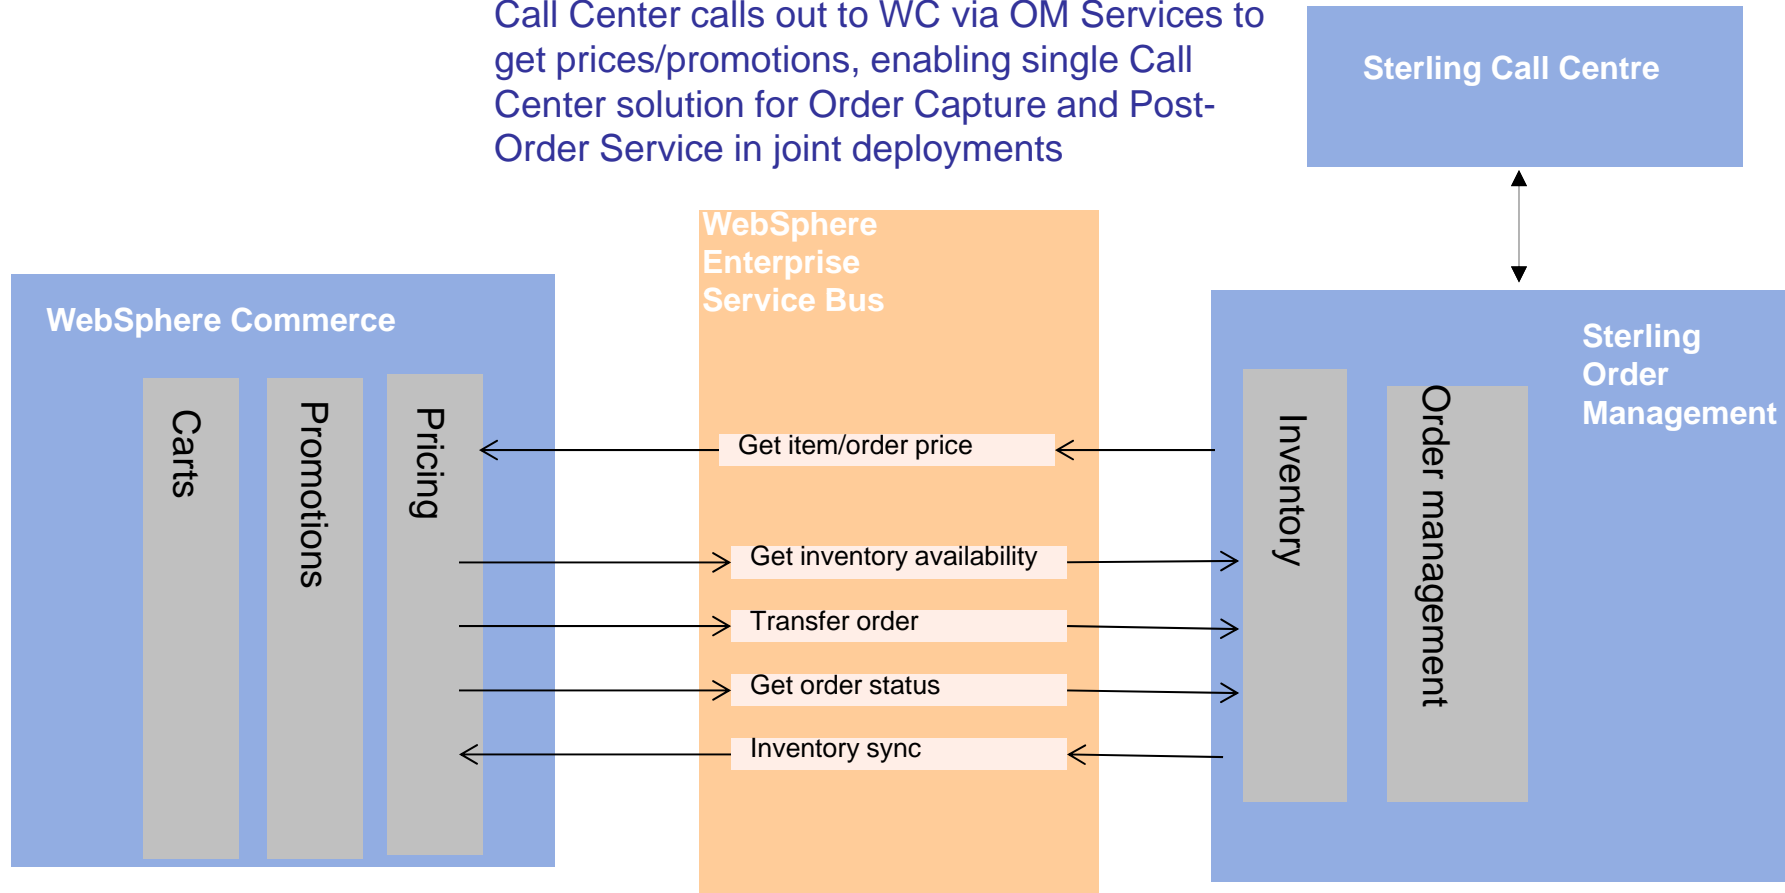 Call Center calls out to WC via OM Services to
get prices/promotions, enabling single Call
Center solution for Order Capture and Post-
Order Service in joint deployments
Sterling Call Centre
WebSphere
Enterprise
Service Bus
WebSphere Commerce
Sterling
Order
Management
Carts
Promotions
Pricing
Get item/order price
Get inventory availability
Transfer order
Get order status
Inventory sync
Inventory
Order management